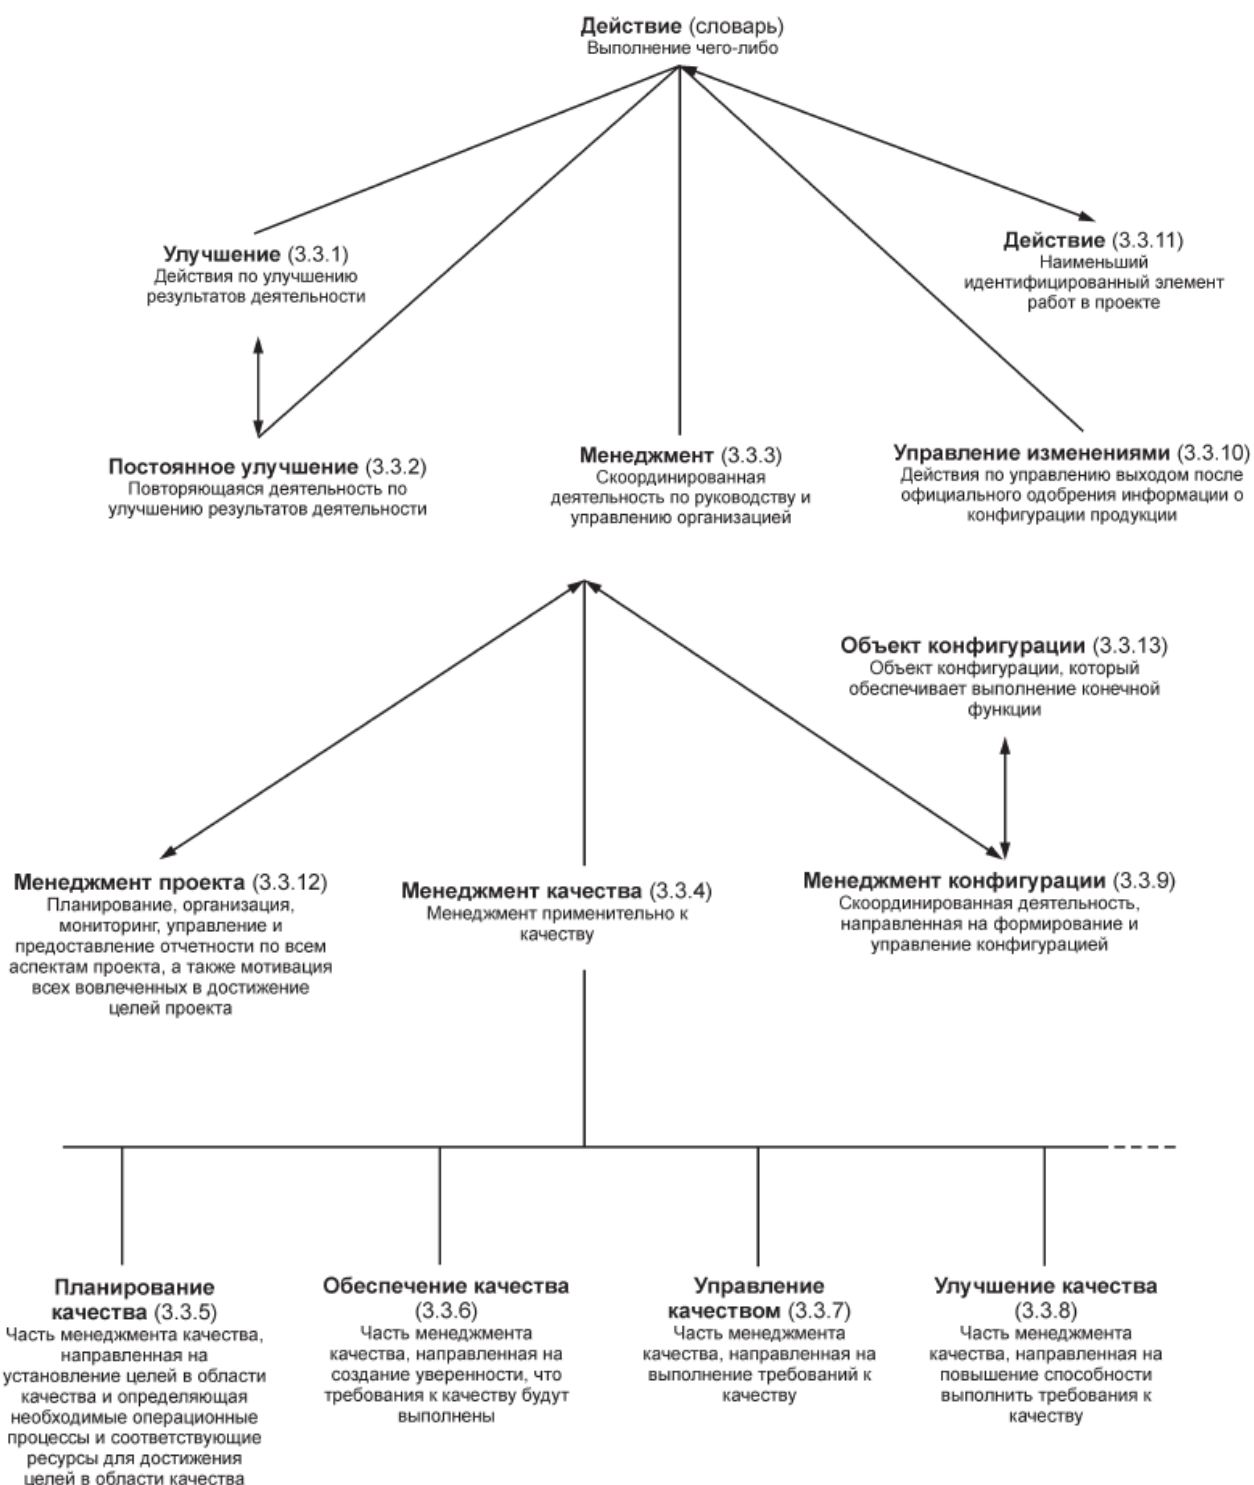 Действие (словарь)
Выполнение чего-либо
Улучшение (3.3.1)
Действия по улучшению
результатов деятельности
Действие (3.3.11)
Наименьший
идентифицированный элемент
работ в проекте
Постоянное улучшение (3.3.2)
Повторяющаяся деятельность по
улучшению результатов деятельности
Менеджмент (3.3.3)
Скоординированная
деятельность по руководству и
управлению организацией
Управление изменениями (3.3.10)
Действия по управлению выходом после
официального одобрения информации о
конфигурации продукции
Объект конфигурации (3.3.13)
Объект конфигурации, который
обеспечивает выполнение конечной
функции
Менеджмент проекта (3.3.12)
Планирование, организация,
мониторинг, управление и
предоставление отчетности по всем
аспектам проекта, а также мотивация
всех вовлеченных в достижение
целей проекта
Менеджмент качества (3.3.4)
Менеджмент применительно к
качеству
Менеджмент конфигурации (3.3.9)
Скоординированная деятельность,
направленная на формирование и
управление конфигурацией
Планирование
качества (3.3.5)
Часть менеджмента качества,
направленная на
установление целей в области
качества и определяющая
необходимые операционные
процессы и соответствующие
ресурсы для достижения
целей в области качества
Обеспечение качества
(3.3.6)
Часть менеджмента
качества, направленная на
создание уверенности, что
требования к качеству будут
выполнены
Управление
качеством (3.3.7)
Часть менеджмента
качества, направленная на
выполнение требований к
качеству
Улучшение качества
(3.3.8)
Часть менеджмента
качества, направленная на
повышение способности
выполнить требования к
качеству